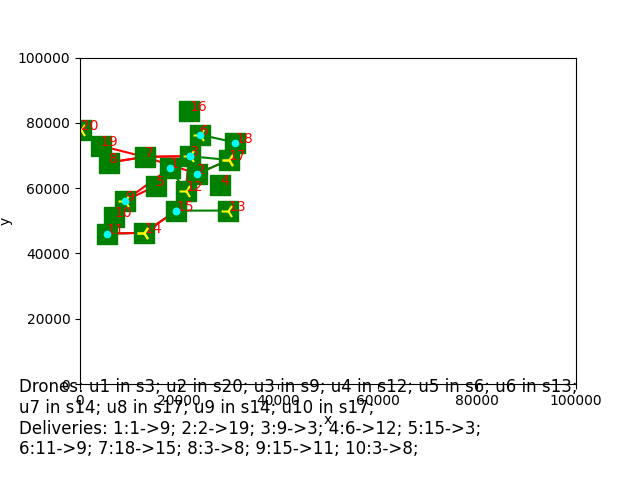 100000
80000
60000
40000
20000
0
0 20000 40000 60000 80000 100000
x
y
16
18
19
12
10
13
14
Drones: u1 in s3; u2 in s20; u3 in s9; u4 in s12; u5 in s6; u6 in s13;
u7 in s14; u8 in s17; u9 in s14; u10 in s17;
Deliveries: 1:1->9; 2:2->19; 3:9->3; 4:6->12; 5:15->3;
6:11->9; 7:18->15; 8:3->8; 9:15->11; 10:3->8;